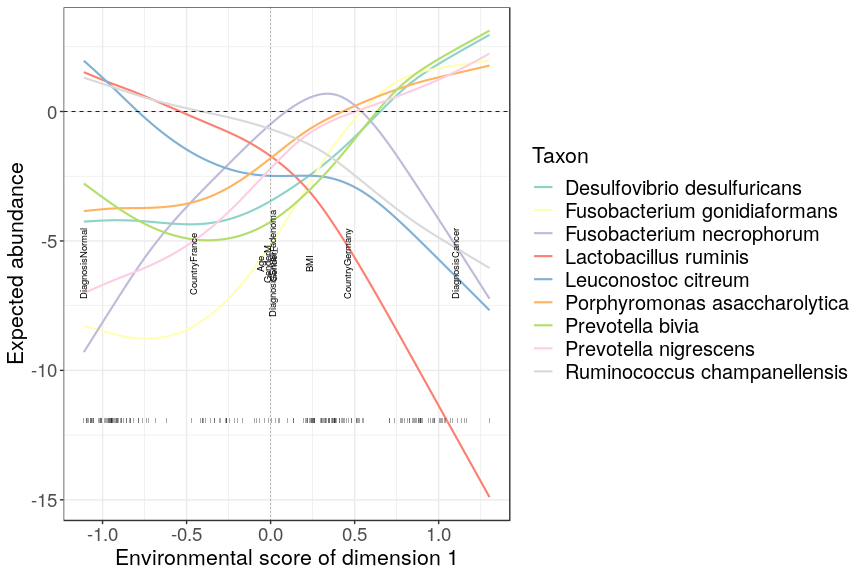 Expected abundance
0
-5
-10
-15
-1.0
-0.5
0.0
0.5
1.0
Environmental score of dimension 1
DiagnosisNormal
CountryFrance
Age
BMI
CountryGermany
DiagnosisCancer
Taxon
Desulfovibrio desulfuricans
Fusobacterium gonidiaformans
Fusobacterium necrophorum
Lactobacillus ruminis
Leuconostoc citreum
Porphyromonas asaccharolytica
Prevotella bivia
Prevotella nigrescens
Ruminococcus champanellensis